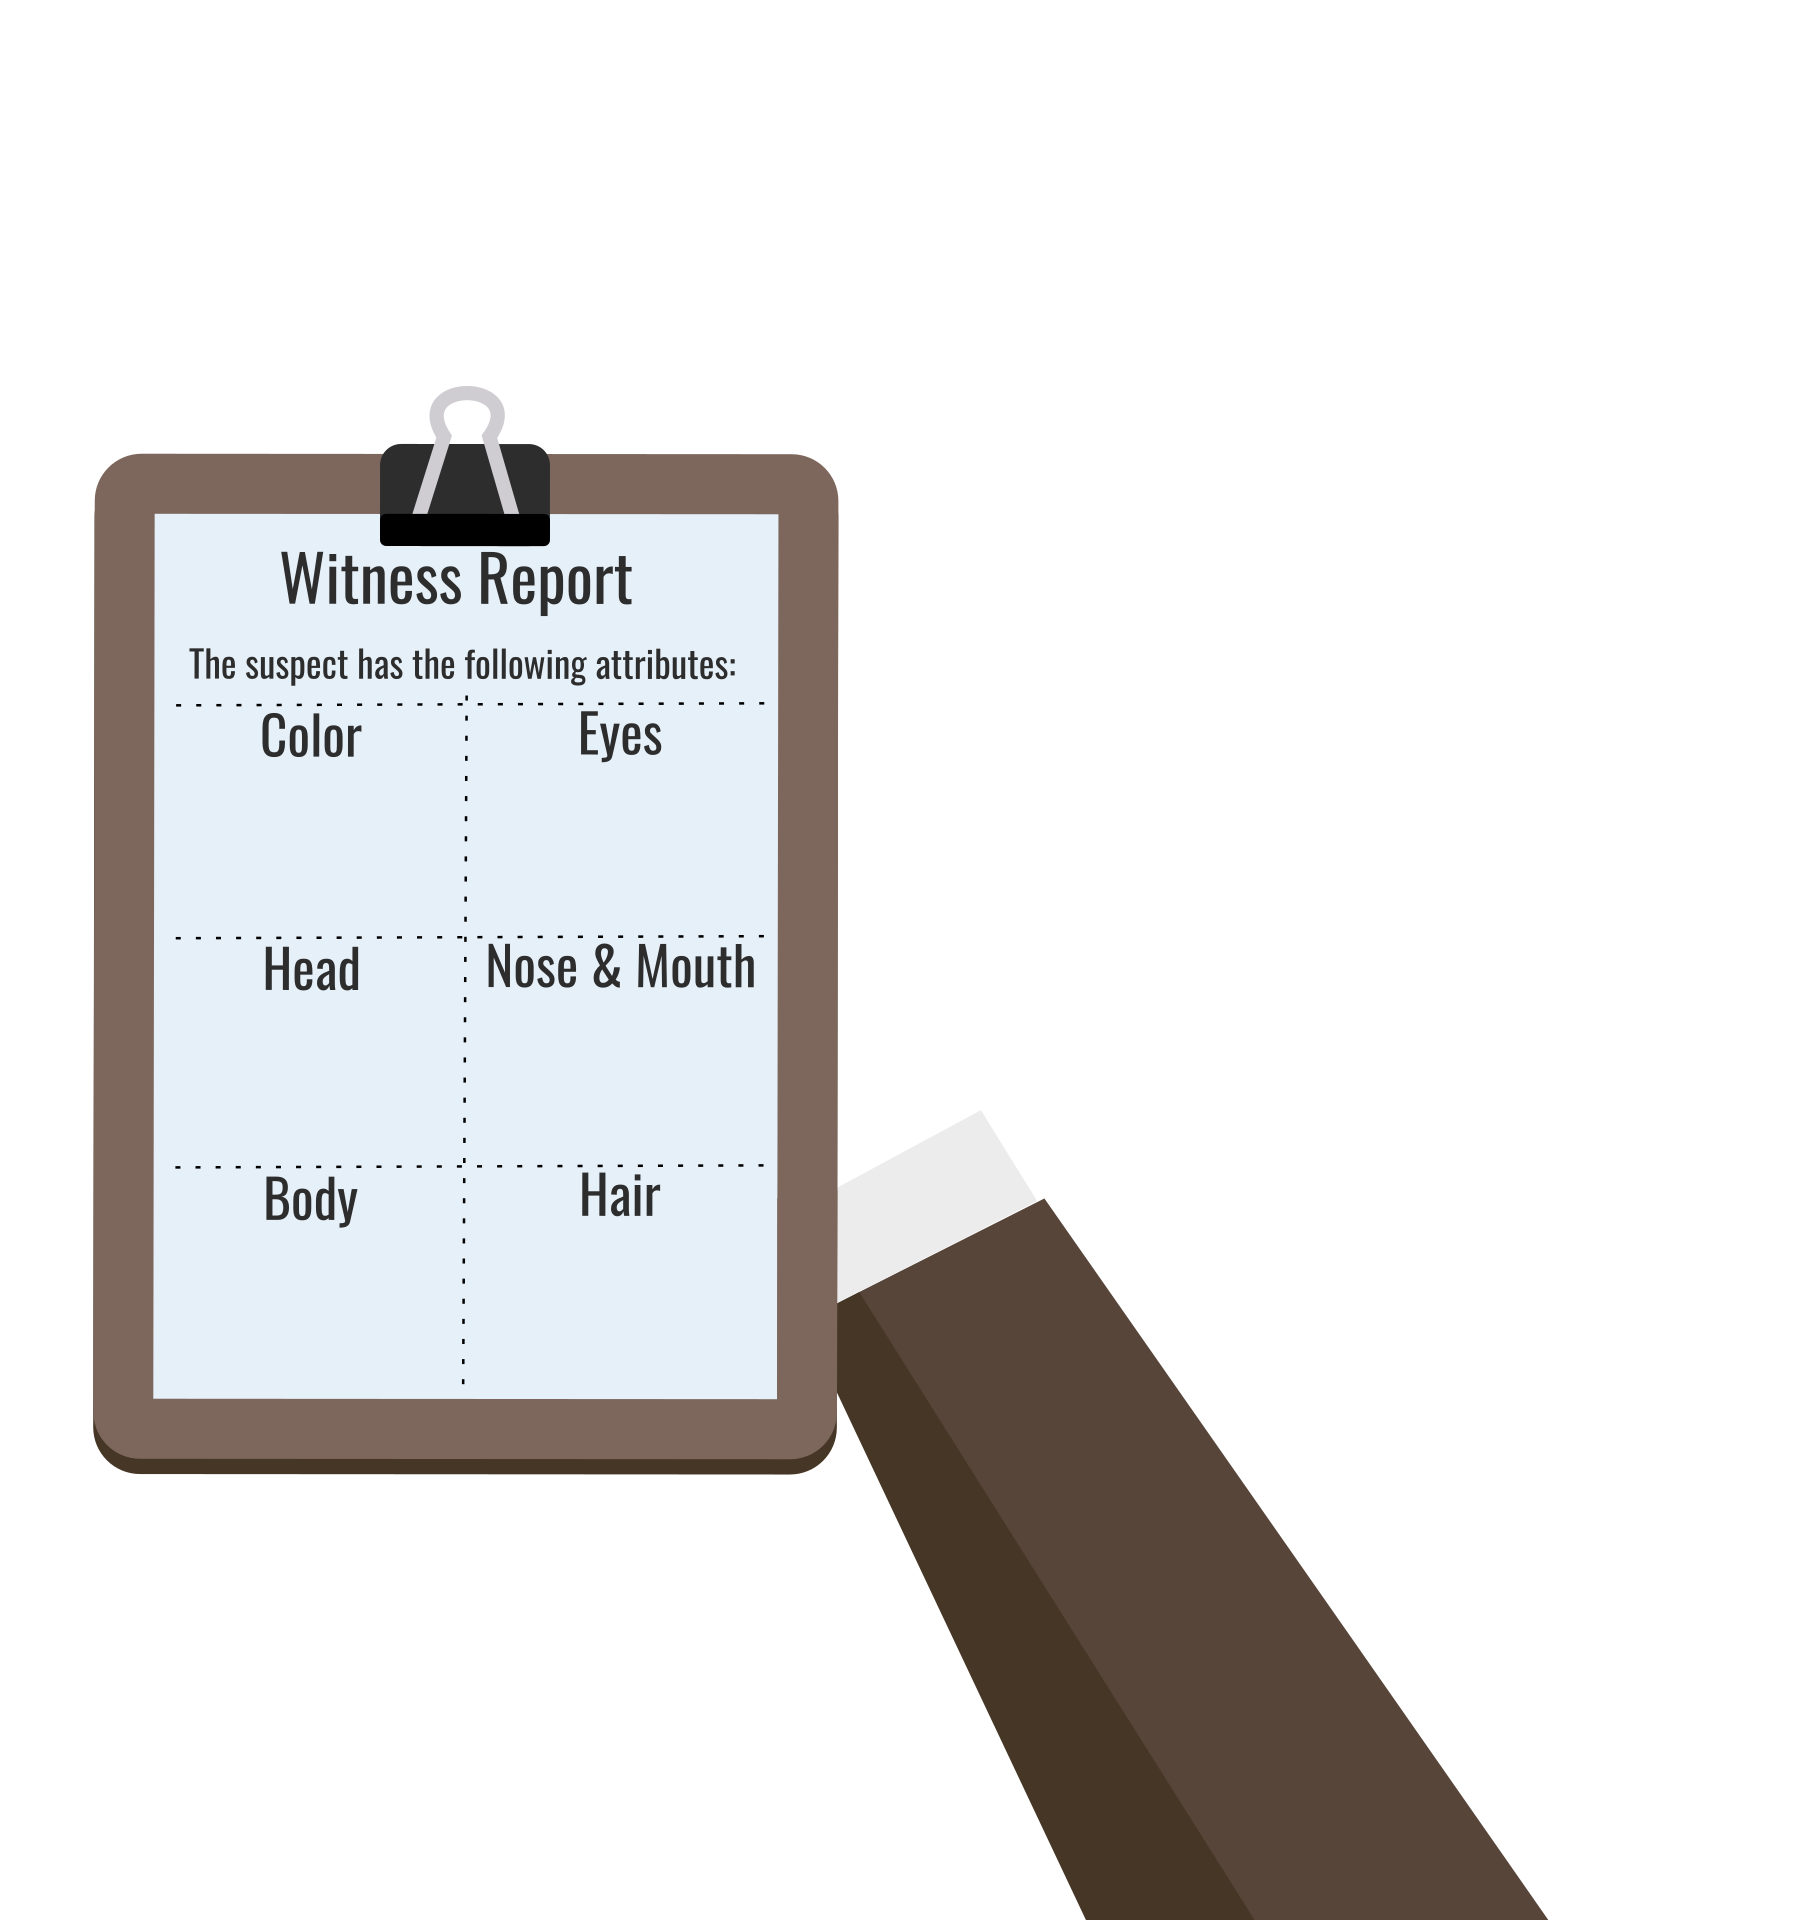 Witness Report
The suspect has the following attributes:
Color
Eyes
Head
Nose & Mouth
Body
Hair